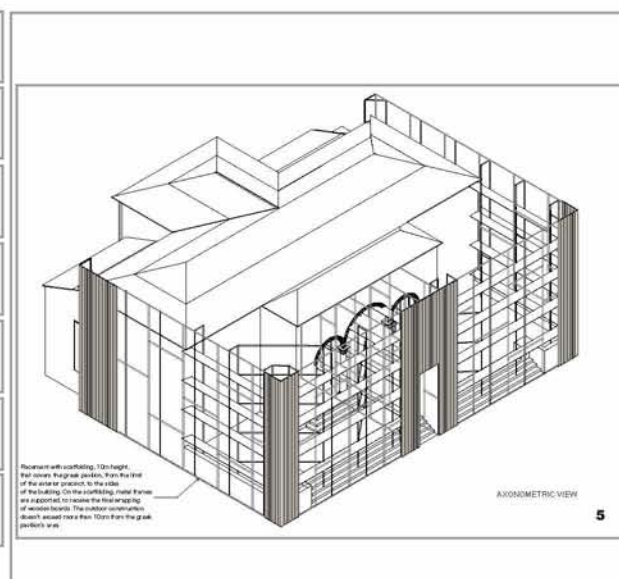 Placement with scaffolding, 10m height,
that covers the greek pavilion, from the limit
of the exterior precinct, to the sides
of the building. On the scaffolding, metal frames
are supported, to receive the final wrapping
of wooden boards. The outdoor construction
doesn't exceed more than 10cm from the greek
pavilion's area
AXONOMETRIC VIEW
5